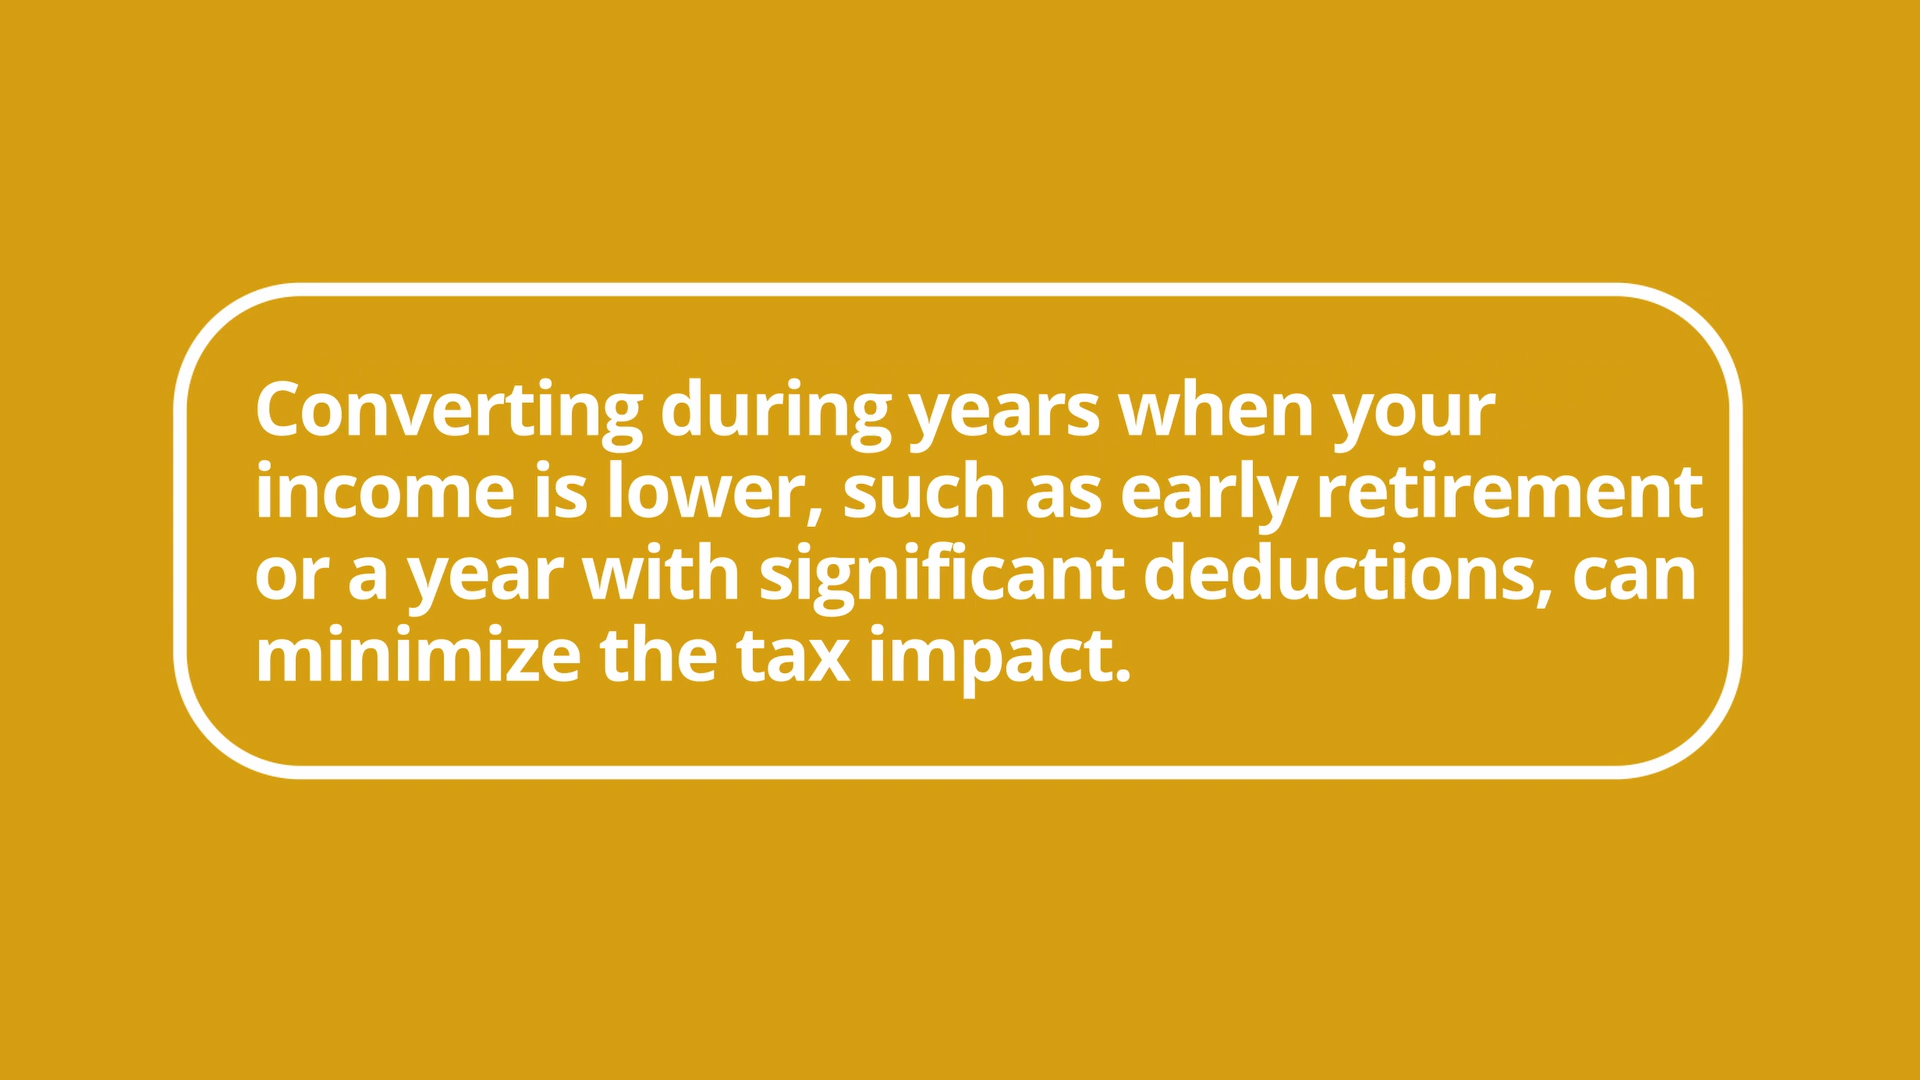 Converting during years when your
income is lower, such as early retirement
or a year with significant deductions, can
minimize the tax impact.